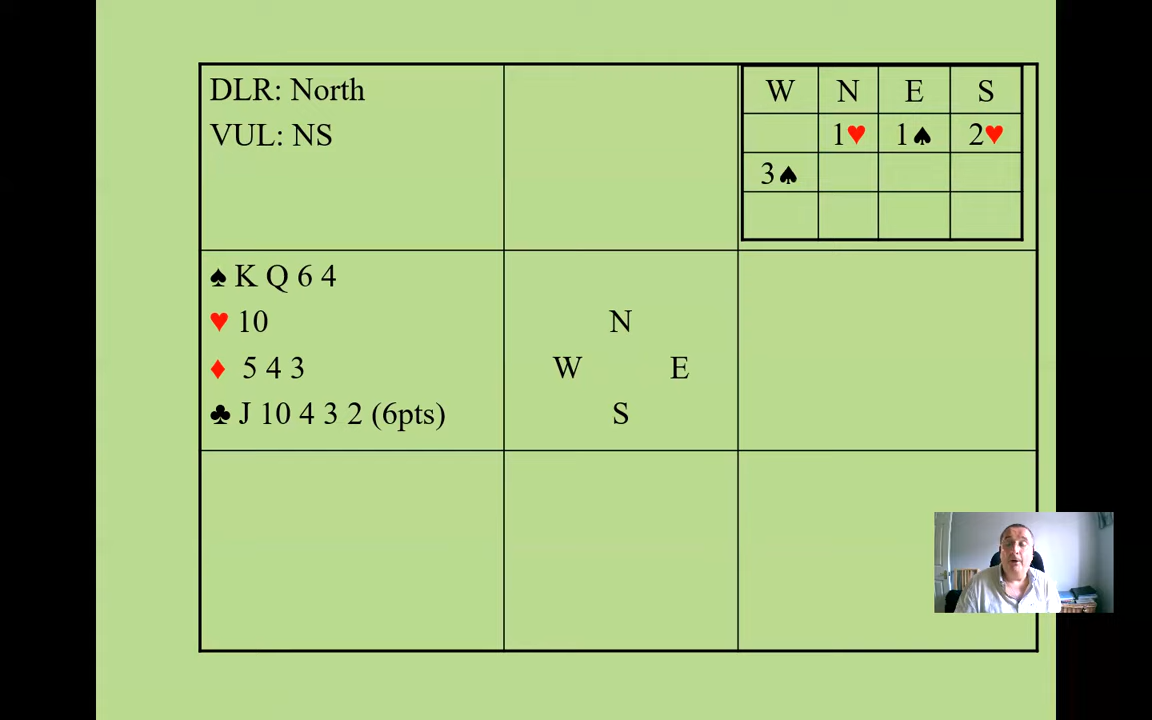 DLR: North
VUL: NS
W N E S
1♥ 1♠ 2♥
3♠
♠ K Q 6 4
♥ 10
♦ 5 4 3
♣ J 10 4 3 2 (6pts)
N
W E
S